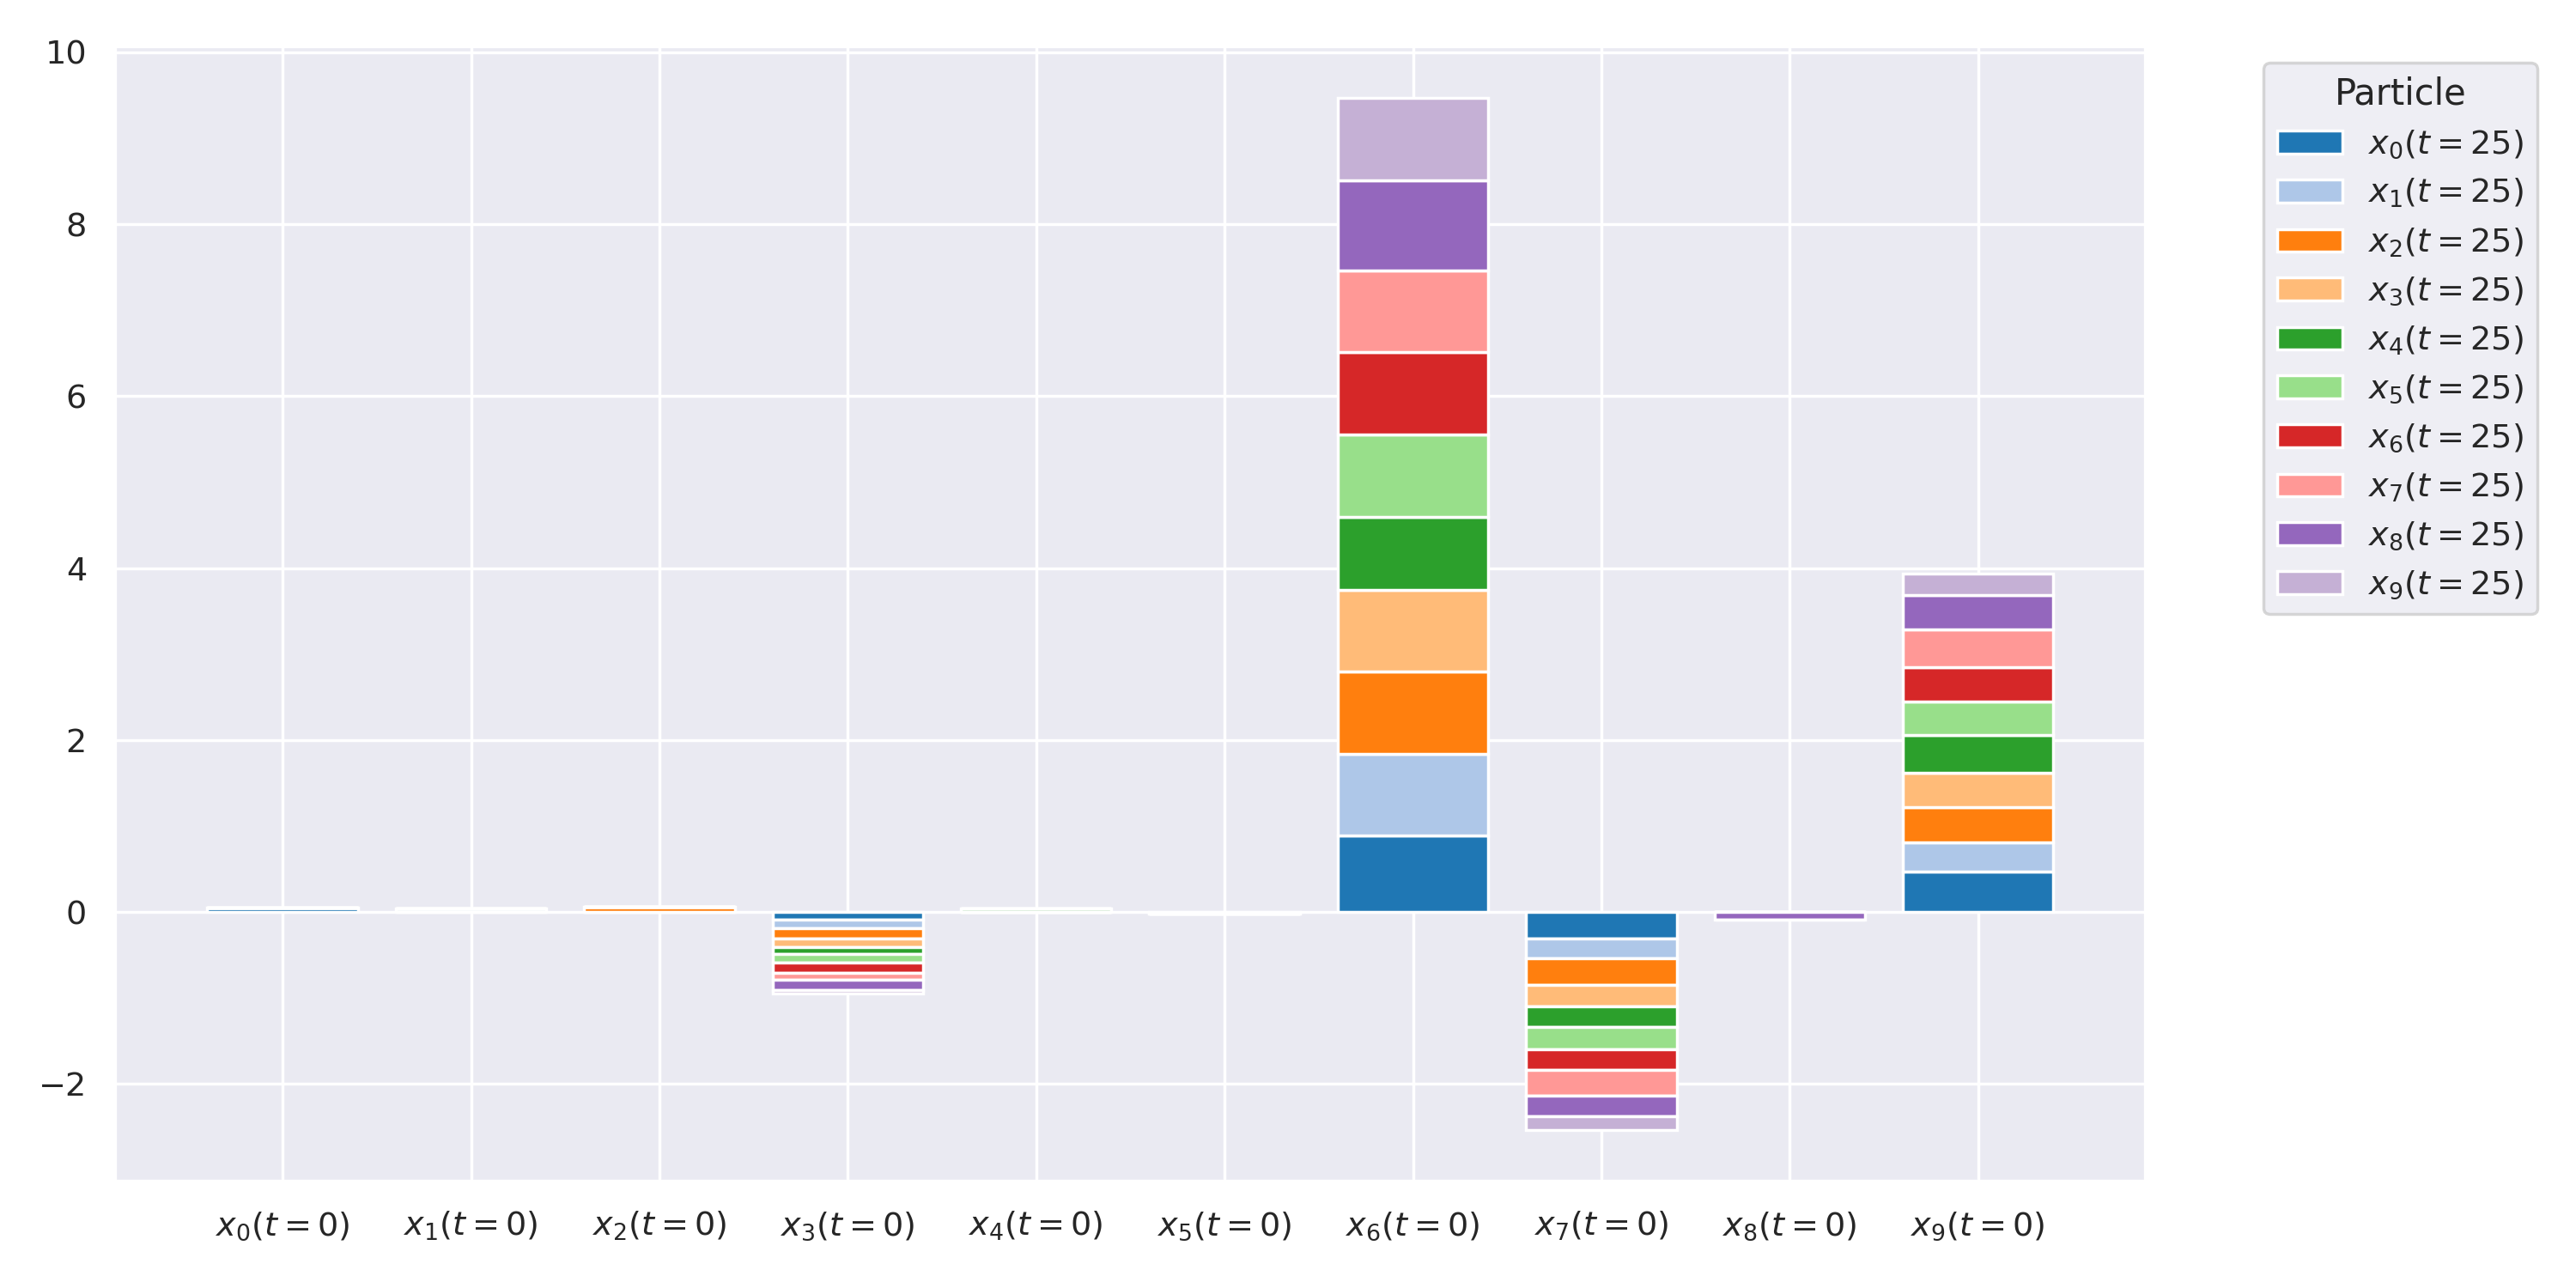 10
8
6
4
2
0
−2
x₀(t = 0) x₁(t = 0) x₂(t = 0) x₃(t = 0) x₄(t = 0) x₅(t = 0) x₆(t = 0) x₇(t = 0) x₈(t = 0) x₉(t = 0)
Particle
x₀(t = 25)
x₁(t = 25)
x₂(t = 25)
x₃(t = 25)
x₄(t = 25)
x₅(t = 25)
x₆(t = 25)
x₇(t = 25)
x₈(t = 25)
x₉(t = 25)